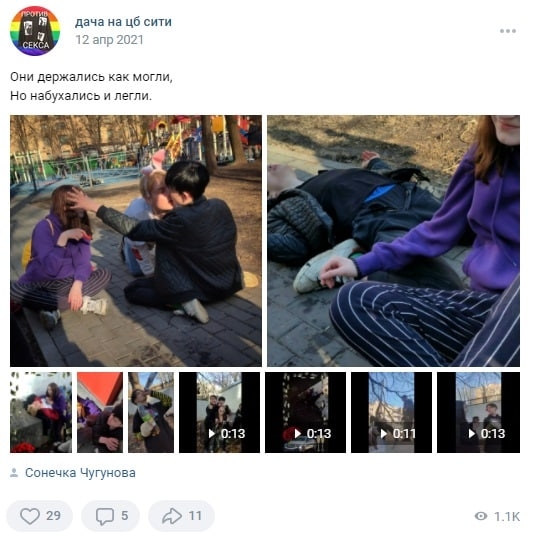 ПРОТИВ
СЕКСА
дача на цб сити
12 апр 2021
Они держались как могли,
Но набухались и легли.
0:13
0:13
0:11
0:13
Сонечка Чугунова
29
5
11
1.1K